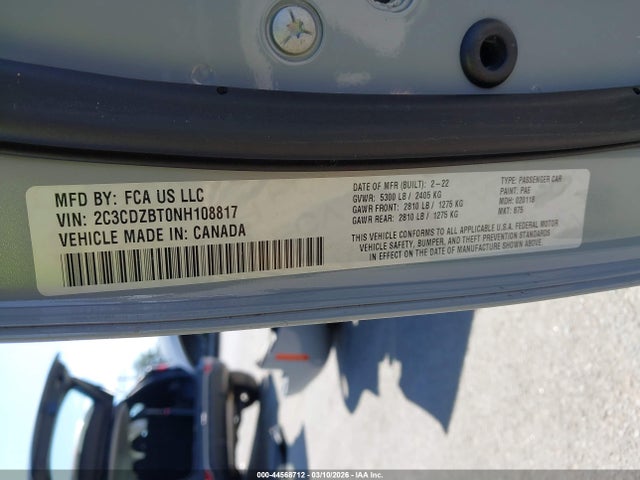 MFD BY: FCA US LLC
VIN: 2C3CDZBT0NH108817
VEHICLE MADE IN: CANADA
DATE OF MFR (BUILT): 2-22
GVWR: 5300 LB / 2405 KG
GAWR FRONT: 2810 LB / 1275 KG
GAWR REAR: 2810 LB / 1275 KG
TYPE: PASSENGER CAR
PAINT: PAE
MDH: 020118
MKT: 875
THIS VEHICLE CONFORMS TO ALL APPLICABLE U.S.A. FEDERAL MOTOR
VEHICLE SAFETY, BUMPER, AND THEFT-PREVENTION STANDARDS
IN EFFECT ON THE DATE OF MANUFACTURE SHOWN ABOVE
000-44568712 - 03/10/2026 - IAA Inc.